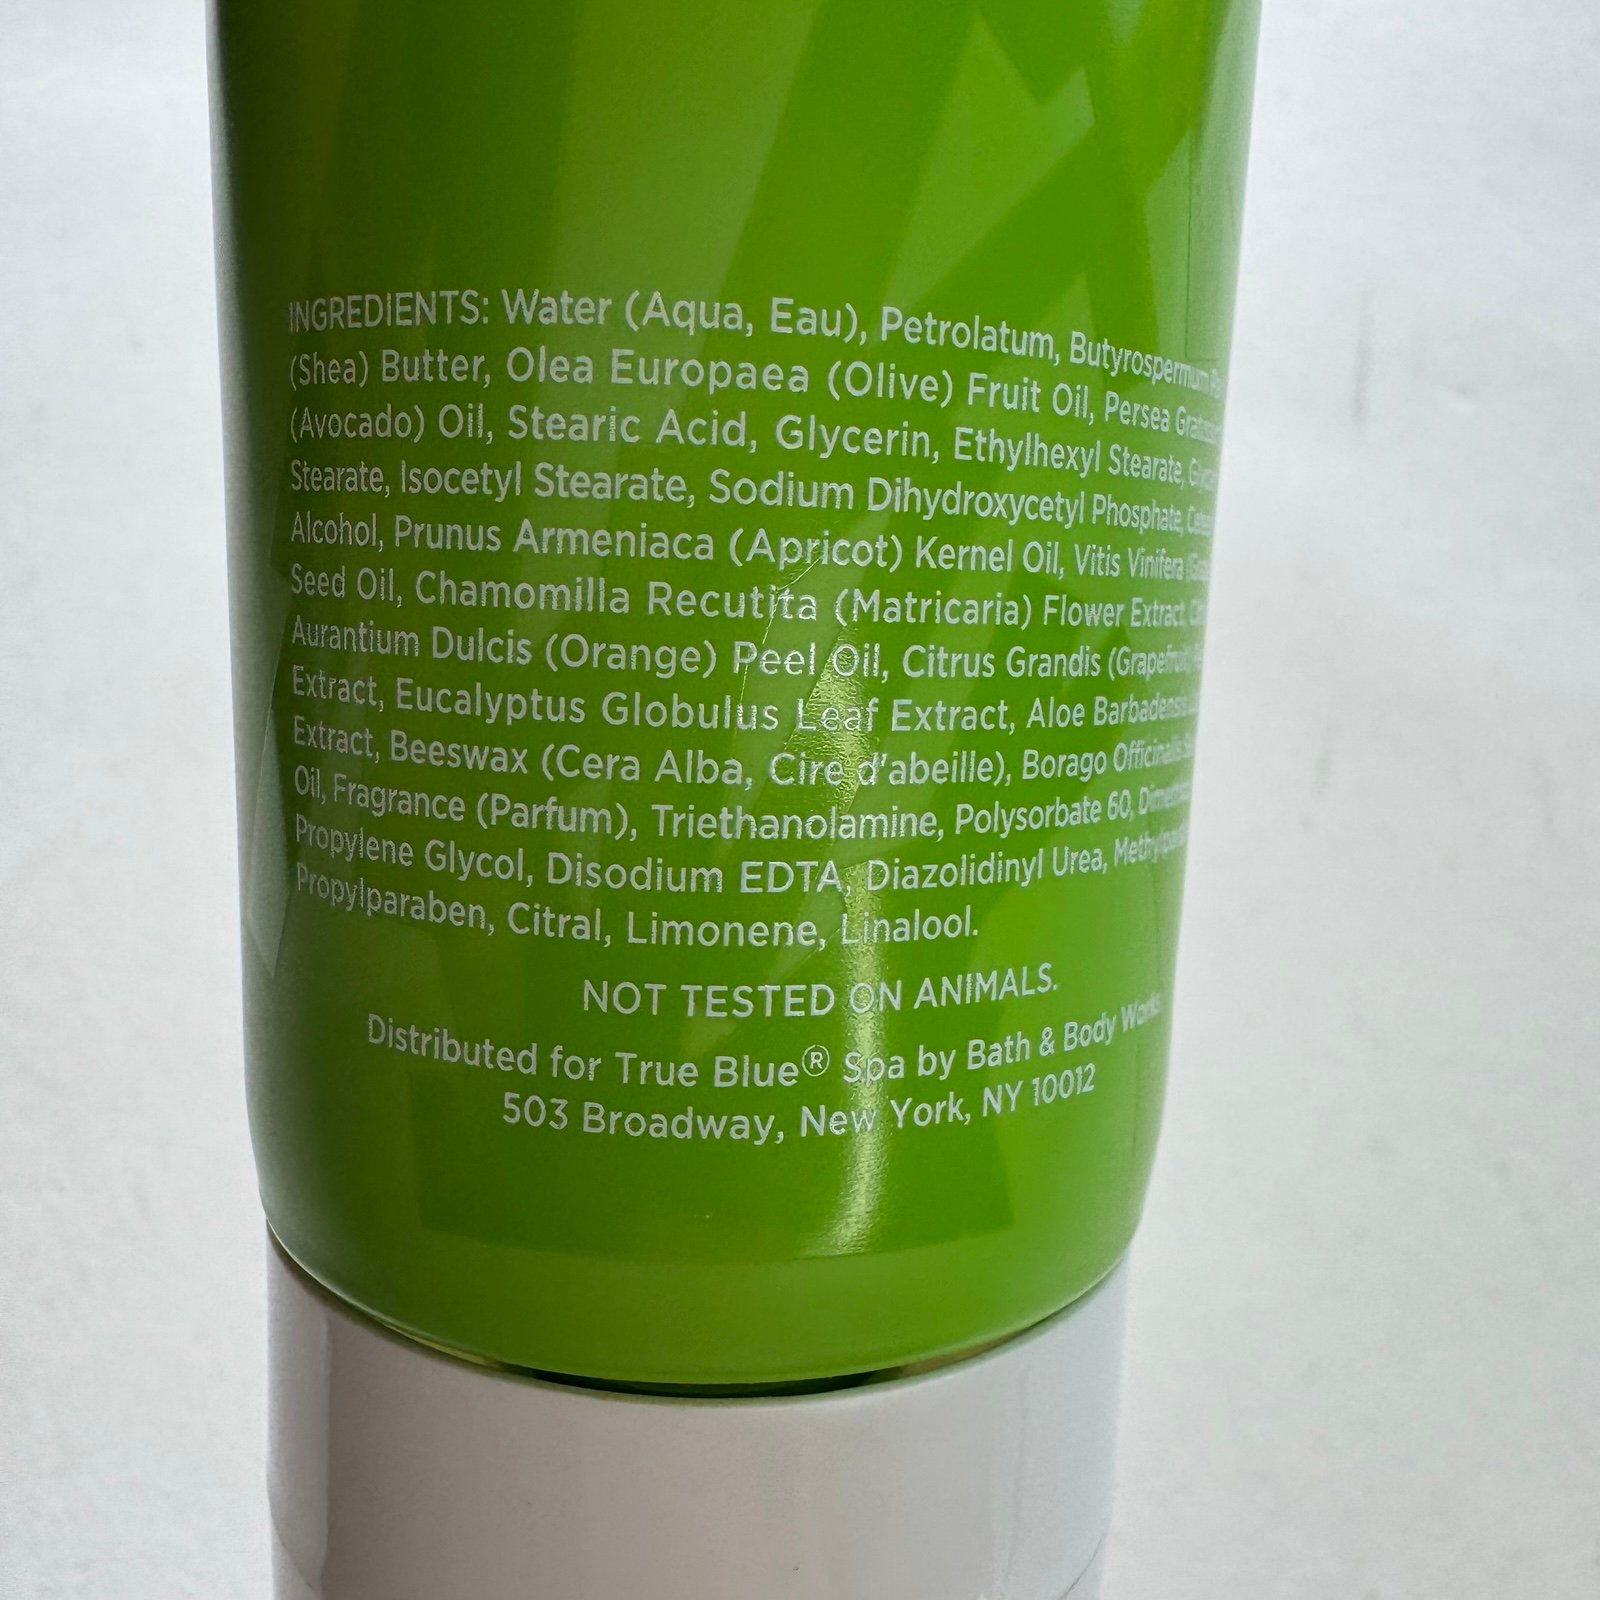 INGREDIENTS: Water (Aqua, Eau), Petrolatum, Butyrospermum
(Shea) Butter, Olea Europaea (Olive) Fruit Oil, Persea
(Avocado) Oil, Stearic Acid, Glycerin, Ethylhexyl Stearate,
Stearate, Isocetyl Stearate, Sodium Dihydroxycetyl Phosphate,
Alcohol, Prunus Armeniaca (Apricot) Kernel Oil, Vitis Vinifera
Seed Oil, Chamomilla Recutita (Matricaria) Flower Extract,
Aurantium Dulcis (Orange) Peel Oil, Citrus Grandis (Grapefruit)
Extract, Eucalyptus Globulus Leaf Extract, Aloe Barbadensis
Extract, Beeswax (Cera Alba, Cire d'abeille), Borago Officinalis
Oil, Fragrance (Parfum), Triethanolamine, Polysorbate 60,
Propylene Glycol, Disodium EDTA, Diazolidinyl Urea,
Propylparaben, Citral, Limonene, Linalool.
NOT TESTED ON ANIMALS.
Distributed for True Blue® Spa by Bath & Body Works
503 Broadway, New York, NY 10012